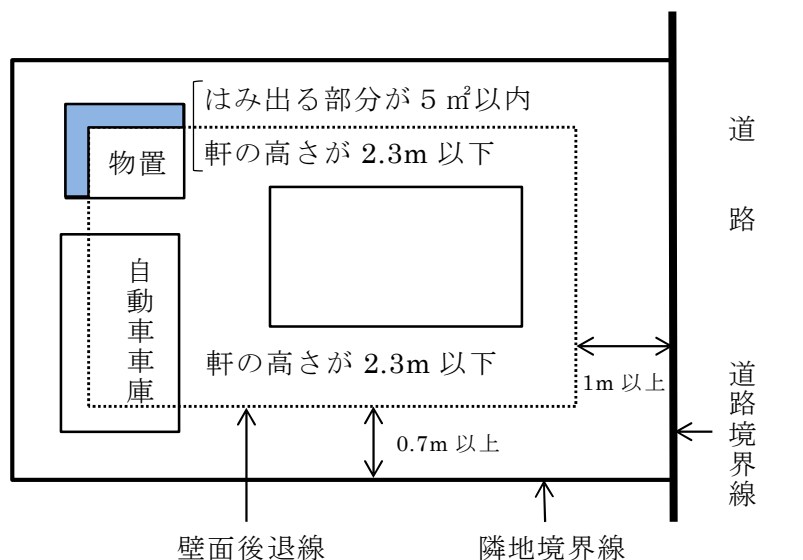 はみ出る部分が 5 ㎡以内
軒の高さが 2.3m 以下
物置
自動車車庫
軒の高さが 2.3m 以下
1m 以上
0.7m 以上
道路
道路境界線
壁面後退線
隣地境界線